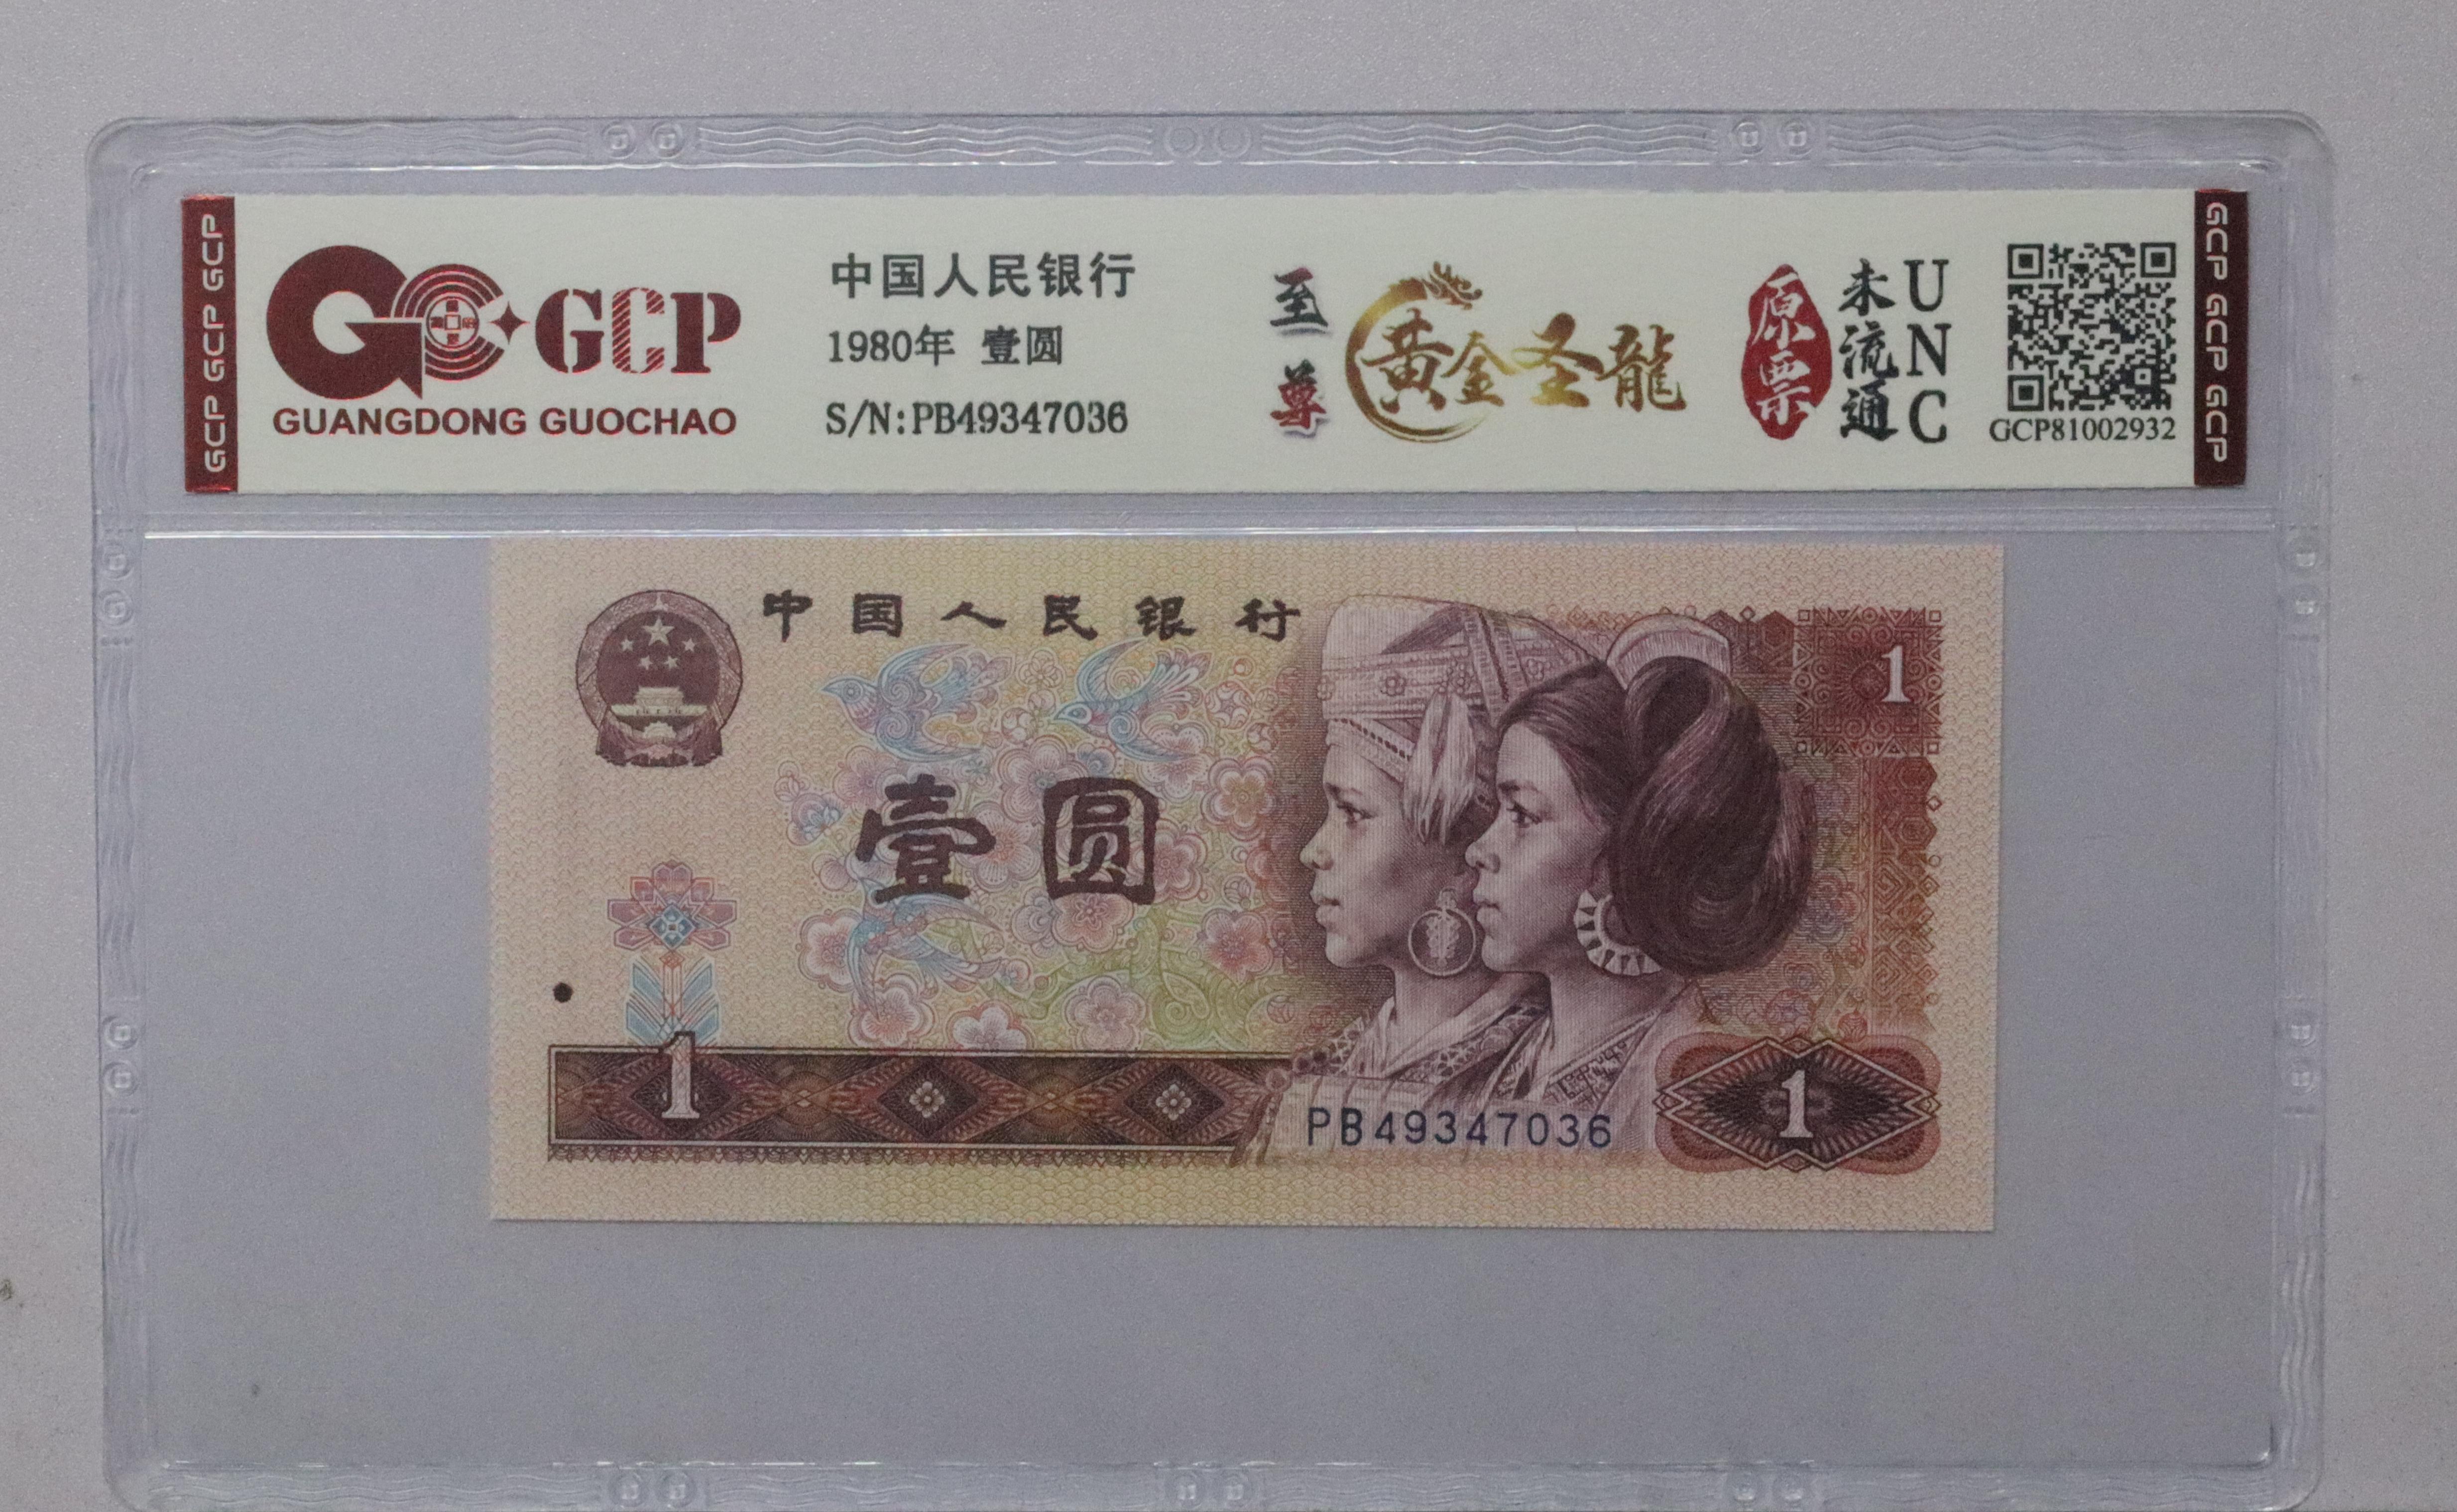 GCP GCP GCP GCP
GCP
GUANGDONG GUOCHAO
中国人民银行
1980年 壹圆
S/N:PB49347036
至尊
黄金圣龍
原票
未流通
UNC
GCP81002932
GCP GCP GCP GCP
中国人民银行
1
壹圆
1
PB49347036
1